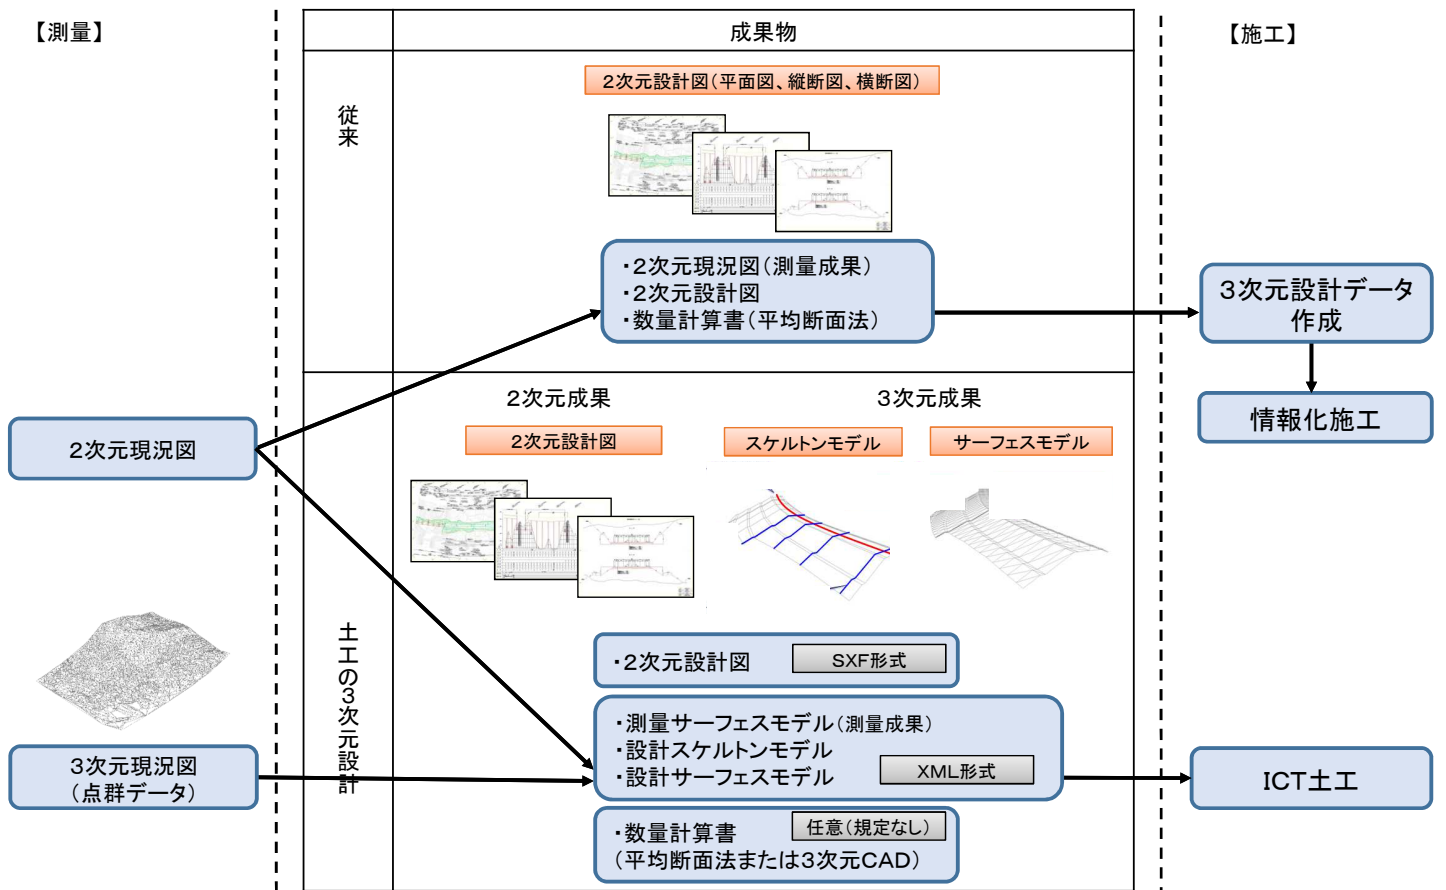 【測量】
成果物
【施工】
従来
2次元設計図(平面図、縦断図、横断図)
・2次元現況図(測量成果)
・2次元設計図
・数量計算書(平均断面法)
3次元設計データ
作成
情報化施工
2次元現況図
土工の3次元設計
2次元成果
3次元成果
2次元設計図
スケルトンモデル
サーフェスモデル
・2次元設計図
SXF形式
・測量サーフェスモデル(測量成果)
・設計スケルトンモデル
・設計サーフェスモデル
XML形式
3次元現況図
(点群データ)
ICT土工
・数量計算書
任意(規定なし)
(平均断面法または3次元CAD)